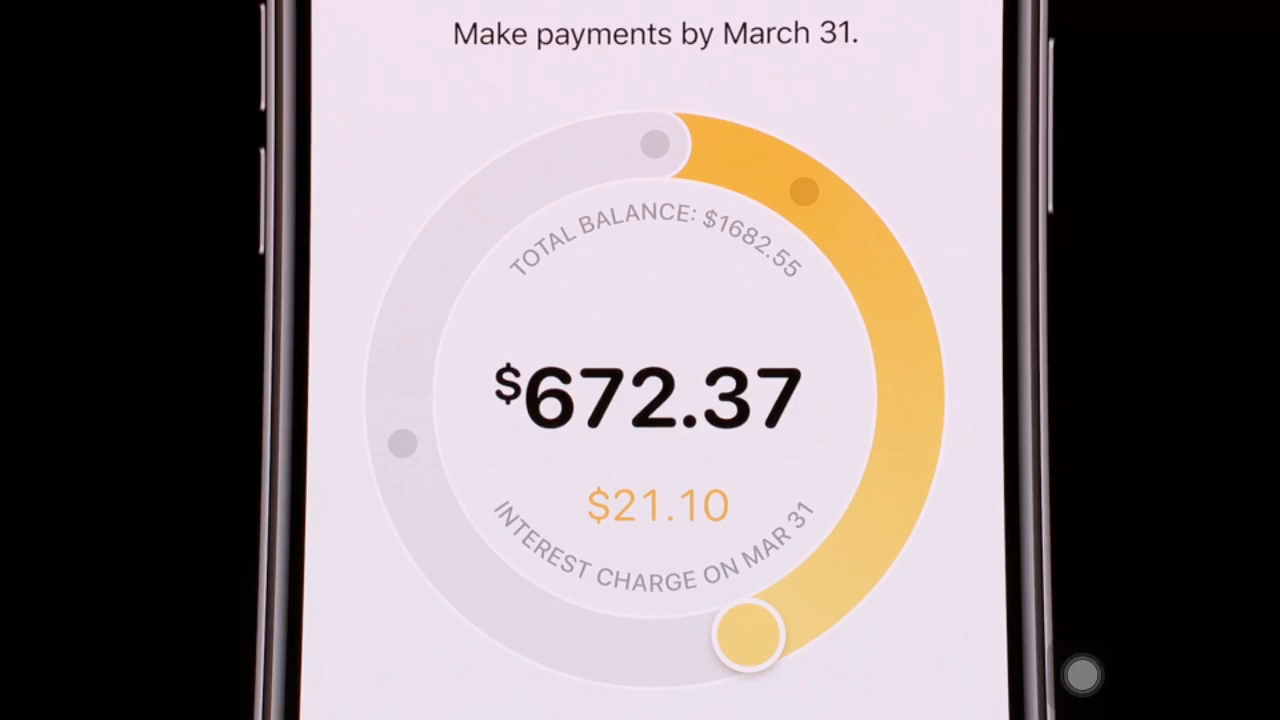 Make payments by March 31.
TOTAL BALANCE: $1682.55
$672.37
$21.10
INTEREST CHARGE ON MAR 31